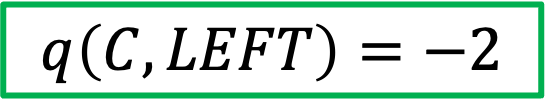 q(C, LEFT) = −2